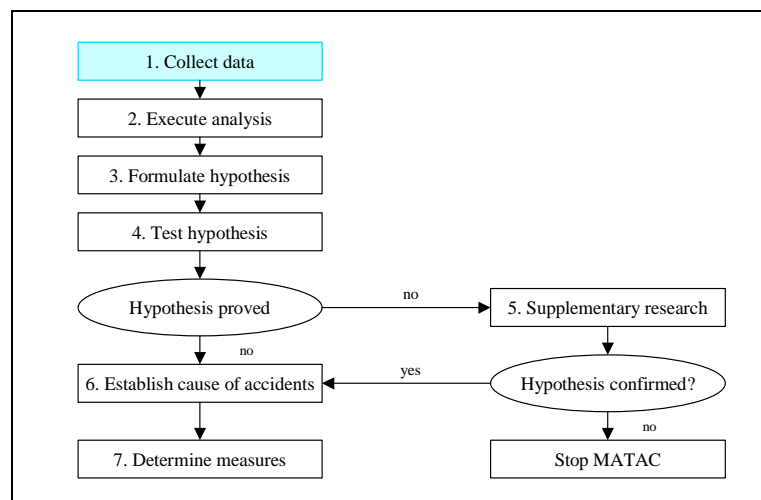 1. Collect data
2. Execute analysis
3. Formulate hypothesis
4. Test hypothesis
Hypothesis proved
no
5. Supplementary research
no
6. Establish cause of accidents
yes
Hypothesis confirmed?
no
7. Determine measures
Stop MATAC